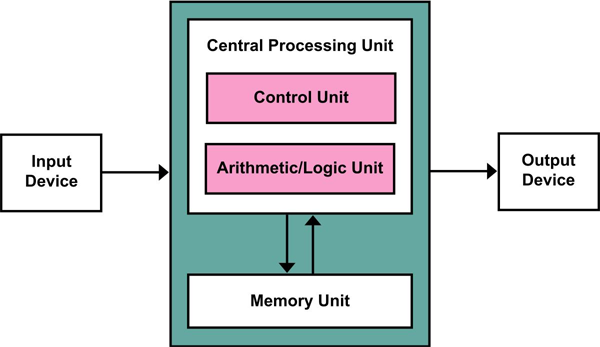 Central Processing Unit
Control Unit
Arithmetic/Logic Unit
Input
Device
Output
Device
Memory Unit